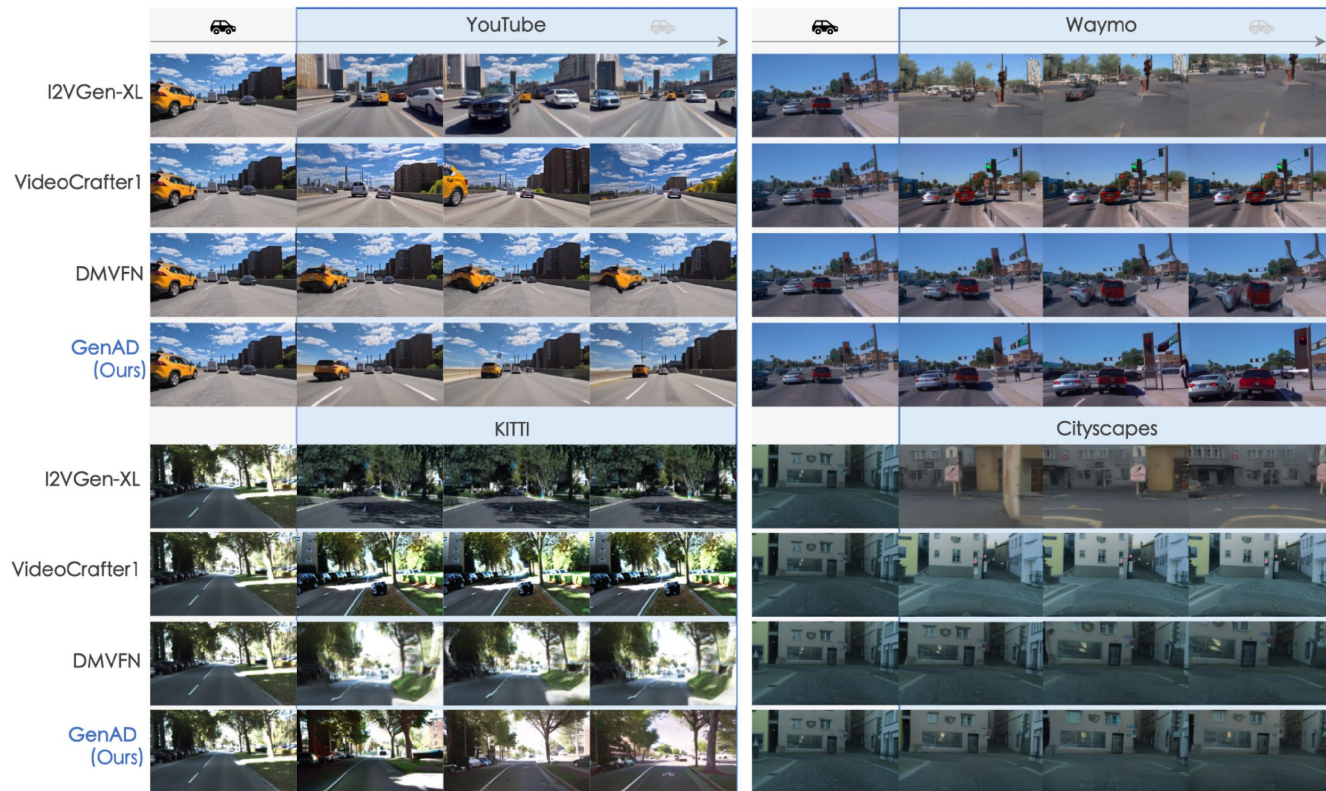 YouTube
I2VGen-XL
VideoCrafter1
DMVFN
GenAD
(Ours)
Waymo
KITTI
I2VGen-XL
VideoCrafter1
DMVFN
GenAD
(Ours)
Cityscapes